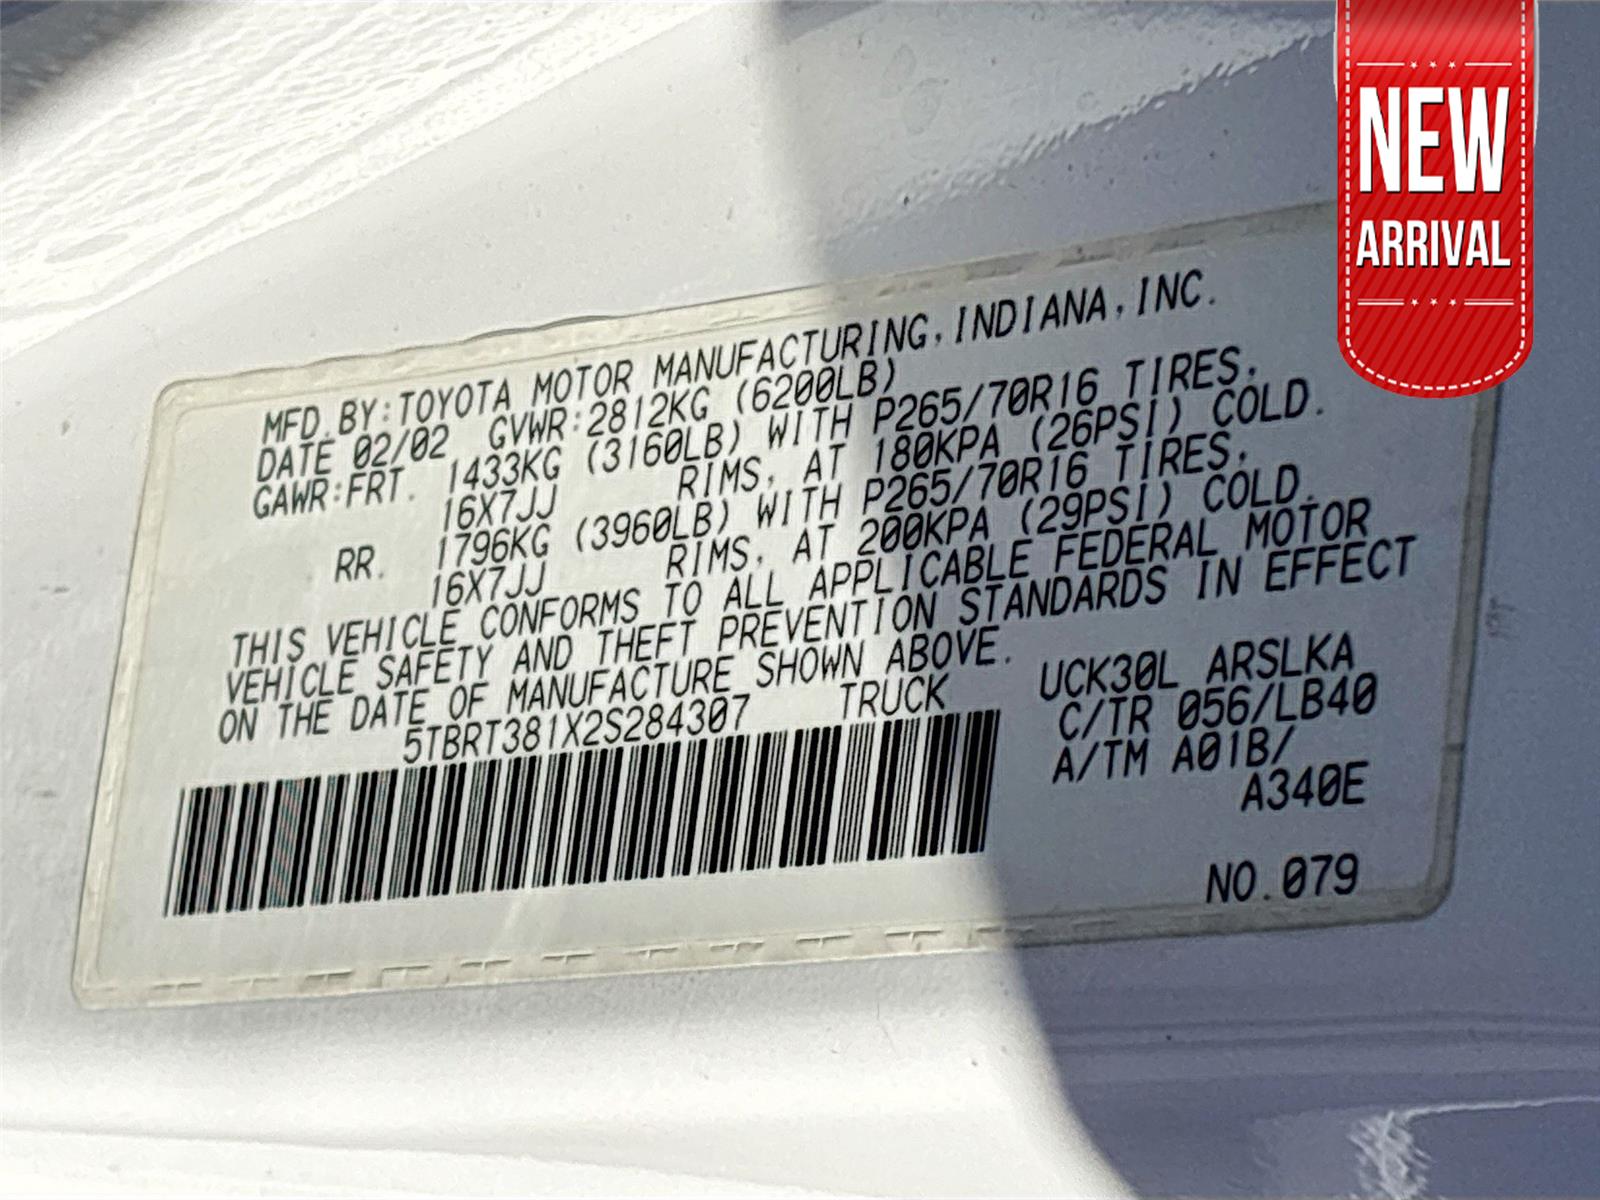 NEW
ARRIVAL
MFD.BY:TOYOTA MOTOR MANUFACTURING,INDIANA,INC.
DATE 02/02 GVWR:2812KG (6200LB)
GAWR:FRT. 1433KG (3160LB) WITH P265/70R16 TIRES,
16X7JJ RIMS, AT 180KPA (26PSI) COLD.
RR. 1796KG (3960LB) WITH P265/70R16 TIRES,
16X7JJ RIMS, AT 200KPA (29PSI) COLD.
THIS VEHICLE CONFORMS TO ALL APPLICABLE FEDERAL MOTOR
VEHICLE SAFETY AND THEFT PREVENTION STANDARDS IN EFFECT
ON THE DATE OF MANUFACTURE SHOWN ABOVE.
5TBRT381X2S284307 TRUCK
UCK30L ARSLKA
C/TR 056/LB40
A/TM A01B/
A340E
NO.079